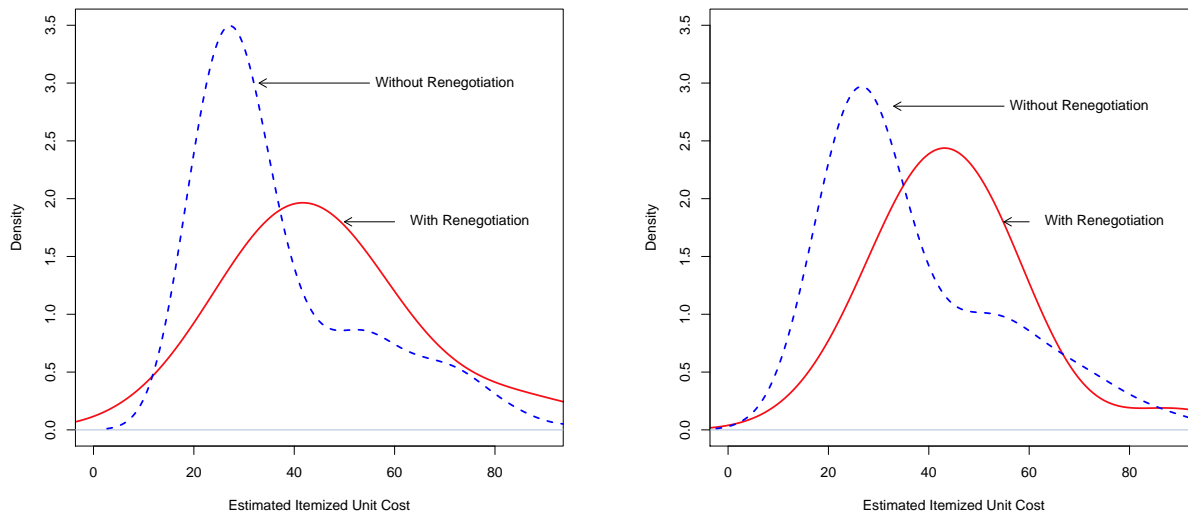 3.5
3.0
2.5
2.0
1.5
1.0
0.5
0.0
Density
Without Renegotiation
With Renegotiation
0 20 40 60 80
Estimated Itemized Unit Cost
3.5
3.0
2.5
2.0
1.5
1.0
0.5
0.0
Density
Without Renegotiation
With Renegotiation
0 20 40 60 80
Estimated Itemized Unit Cost